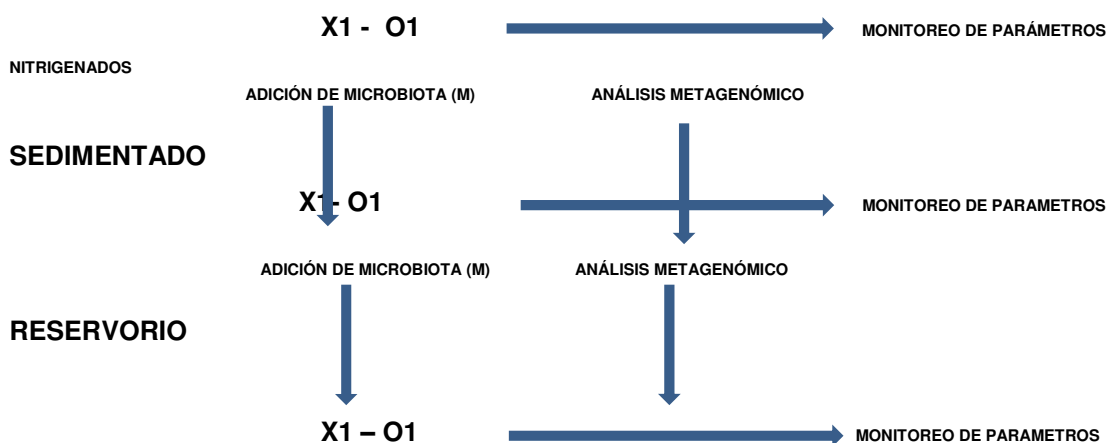 X1 - O1 MONITOREO DE PARÁMETROS
NITRIGENADOS
ADICIÓN DE MICROBIOTA (M) ANÁLISIS METAGENÓMICO
SEDIMENTADO
X1- O1 MONITOREO DE PARAMETROS
ADICIÓN DE MICROBIOTA (M) ANÁLISIS METAGENÓMICO
RESERVORIO
X1 – O1 MONITOREO DE PARAMETROS